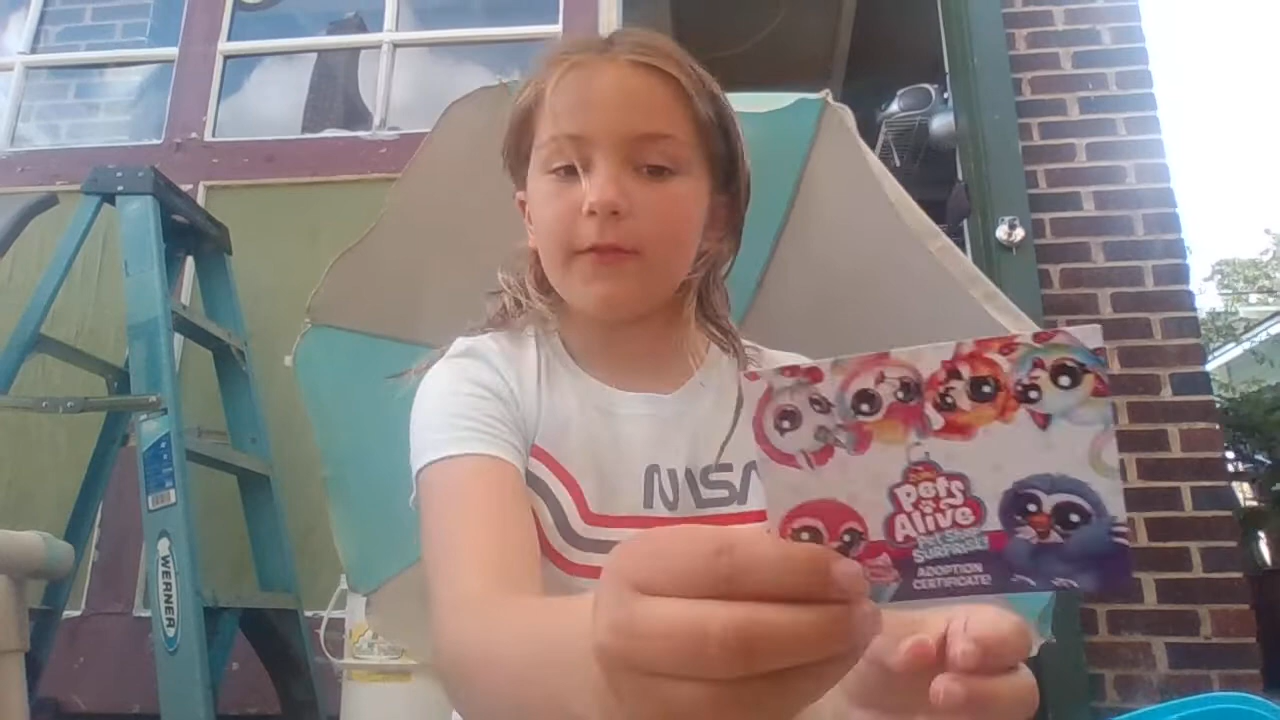 NASA
Pets
Alive
Pet Shop
SURPRISE
ADOPTION
CERTIFICATE!
WERNER